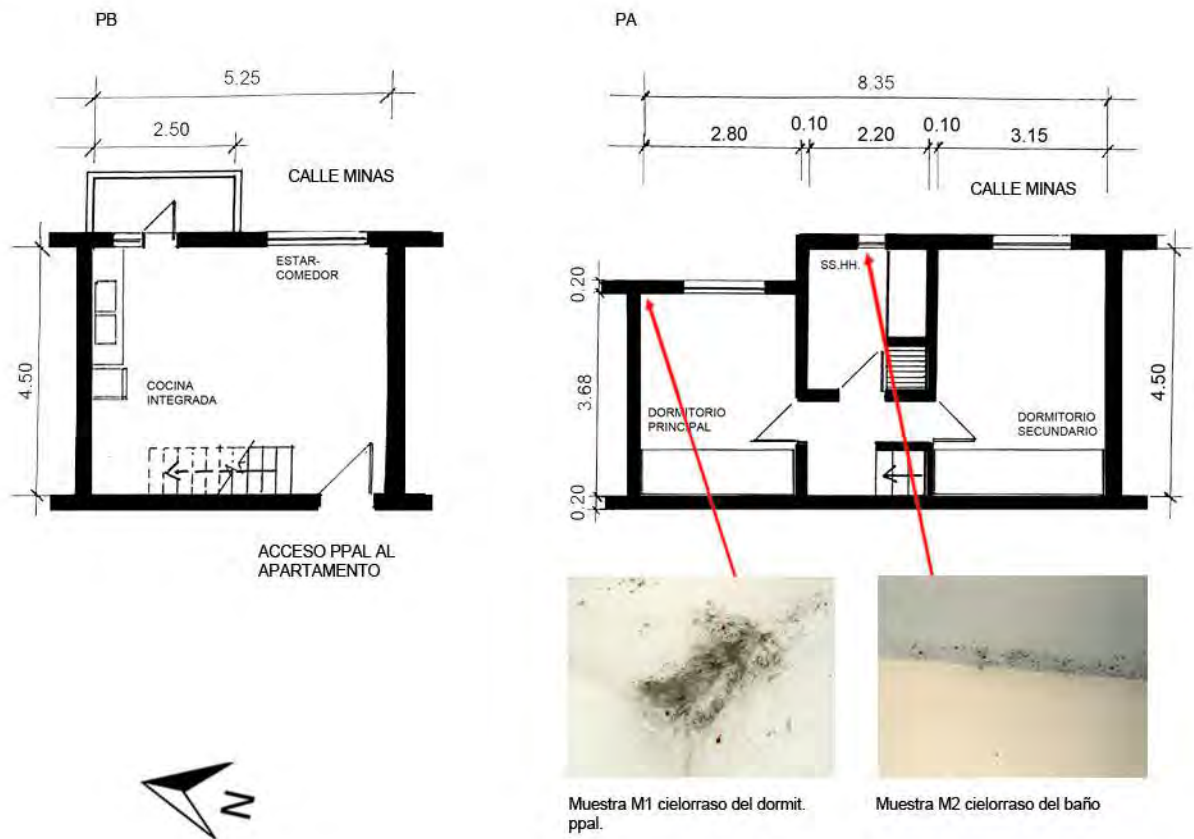 PB
5.25
2.50
CALLE MINAS
4.50
ESTAR-
COMEDOR
COCINA
INTEGRADA
ACCESO PPAL AL
APARTAMENTO
N
PA
8.35
2.80
0.10
2.20
0.10
3.15
CALLE MINAS
SS.HH.
0.20
3.68
0.20
4.50
DORMITORIO
PRINCIPAL
DORMITORIO
SECUNDARIO
Muestra M1 cielorraso del dormit.
ppal.
Muestra M2 cielorraso del baño